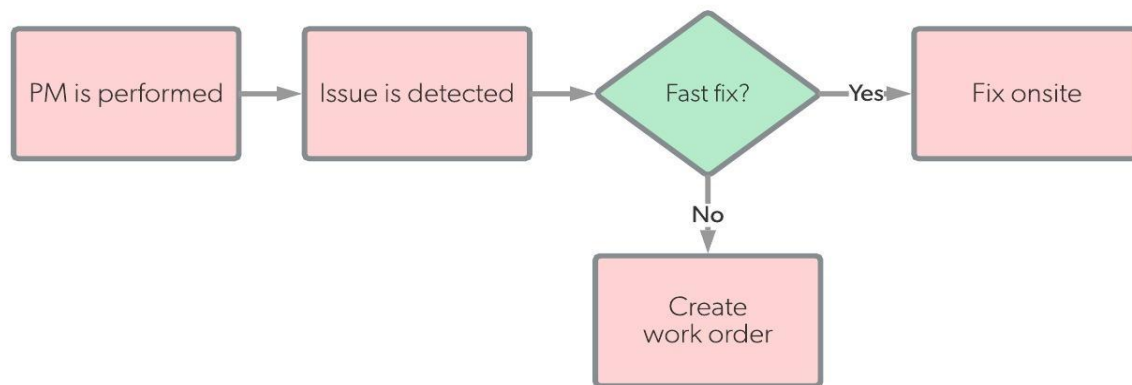 PM is performed
Issue is detected
Fast fix?
Yes
Fix onsite
No
Create
work order